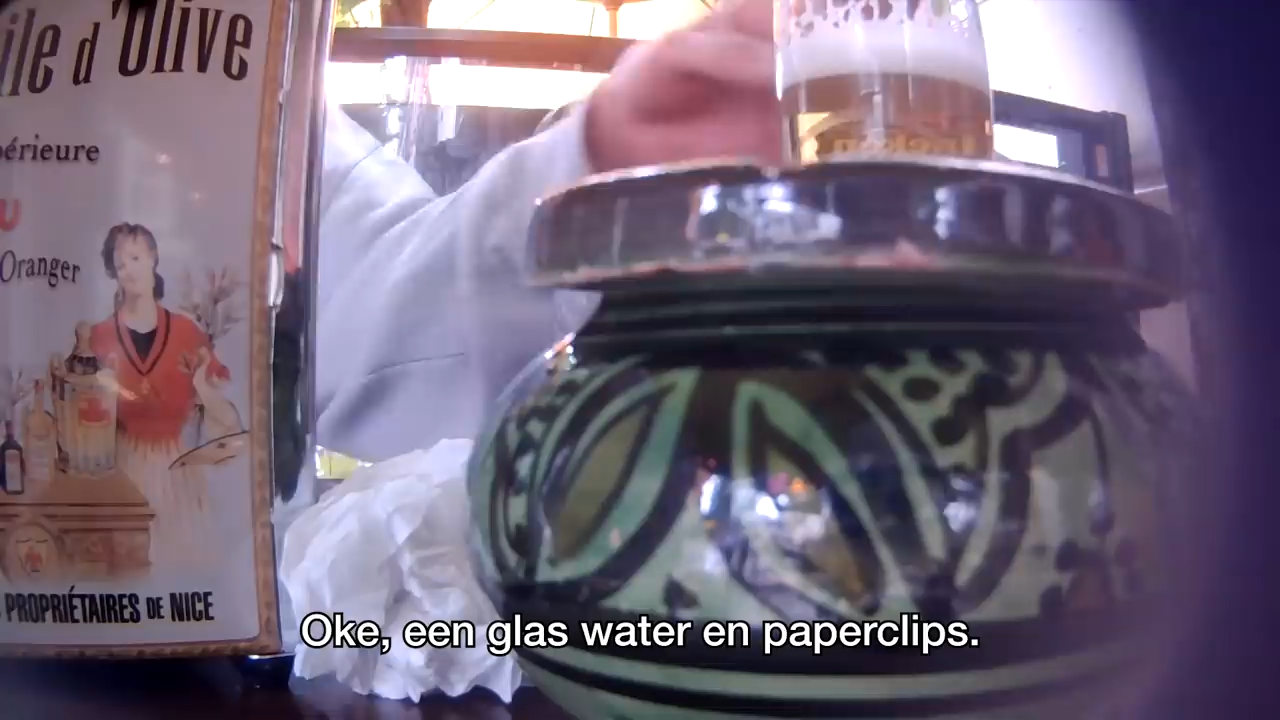 ile d'Olive
périeure
Oranger
PROPRIÉTAIRES DE NICE
Oke, een glas water en paperclips.